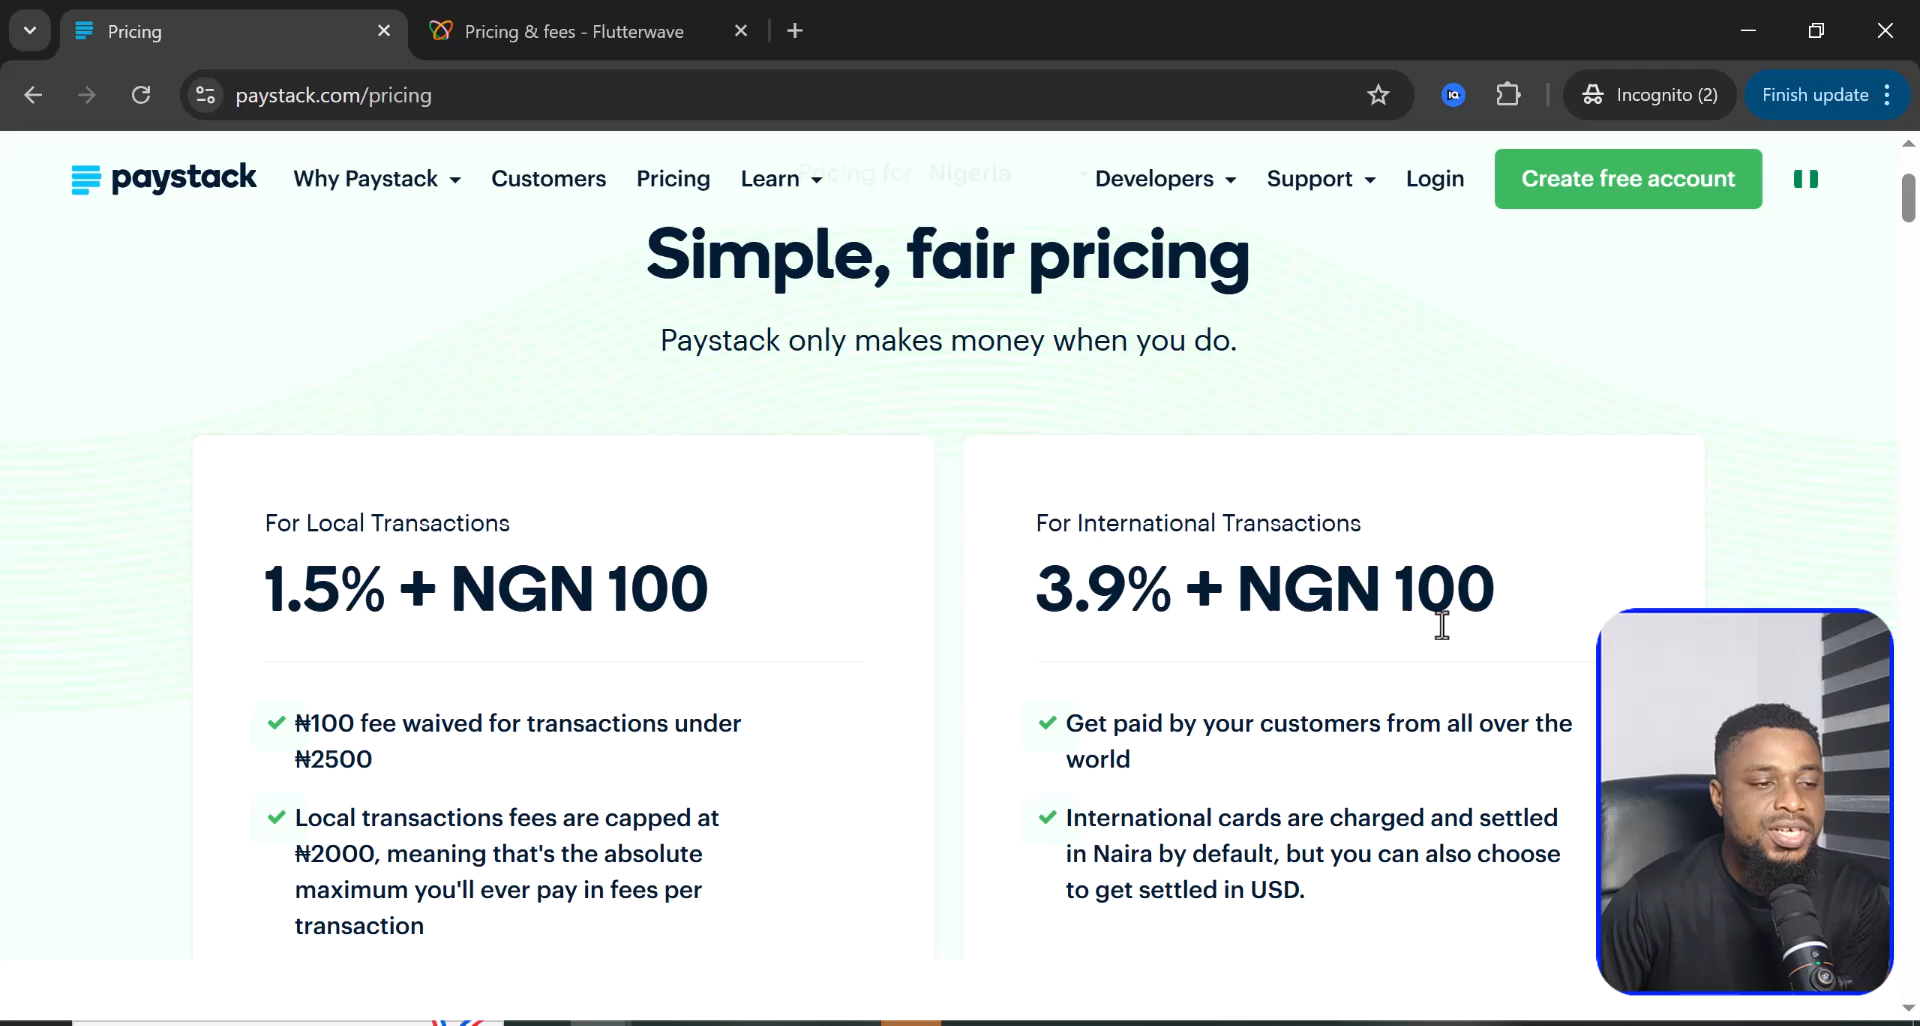 Pricing
Pricing & fees - Flutterwave
paystack.com/pricing
IQ
Incognito (2)
Finish update
paystack
Why Paystack
Customers
Pricing
Learn
Pricing for Nigeria
Developers
Support
Login
Create free account
Simple, fair pricing
Paystack only makes money when you do.
For Local Transactions
1.5% + NGN 100
₦100 fee waived for transactions under
₦2500
Local transactions fees are capped at
₦2000, meaning that's the absolute
maximum you'll ever pay in fees per
transaction
For International Transactions
3.9% + NGN 100
Get paid by your customers from all over the
world
International cards are charged and settled
in Naira by default, but you can also choose
to get settled in USD.